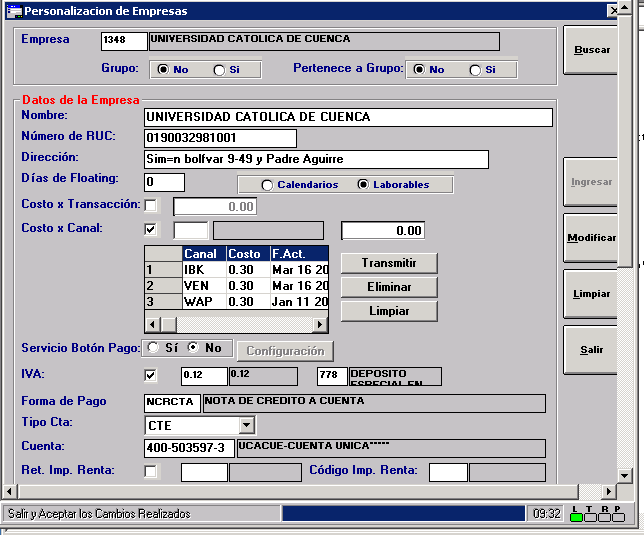 Personalizacion de Empresas
Empresa 1348 UNIVERSIDAD CATOLICA DE CUENCA
Buscar
Grupo: No Si Pertenece a Grupo: No Si
Datos de la Empresa
Nombre: UNIVERSIDAD CATOLICA DE CUENCA
Número de RUC: 0190032981001
Dirección: Sim=n bolfvar 9-49 y Padre Aguirre
Días de Floating: 0 Calendarios Laborables
Ingresar
Costo x Transacción: 0.00
Costo x Canal: 0.00
Modificar
Canal Costo F.Act.
1 IBK 0.30 Mar 16 20
2 VEN 0.30 Mar 16 20
3 WAP 0.30 Jan 11 20
Transmitir
Eliminar
Limpiar
Limpiar
Servicio Botón Pago: Sí No Configuración
Salir
IVA: 0.12 0.12 778 DEPOSITO
ESPECIAL EN
Forma de Pago NCRCTA NOTA DE CREDITO A CUENTA
Tipo Cta: CTE
Cuenta: 400-503597-3 UCACUE-CUENTA UNICA*****
Ret. Imp. Renta: Código Imp. Renta:
Salir y Aceptar los Cambios Realizados 09:32 L T R P